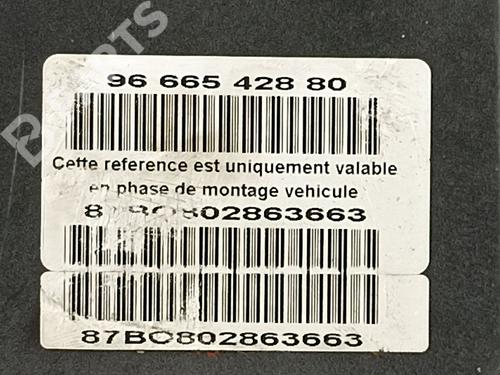 96 665 428 80
Cette reference est uniquement valable
en phase de montage vehicule
87BC802863663
87BC802863663